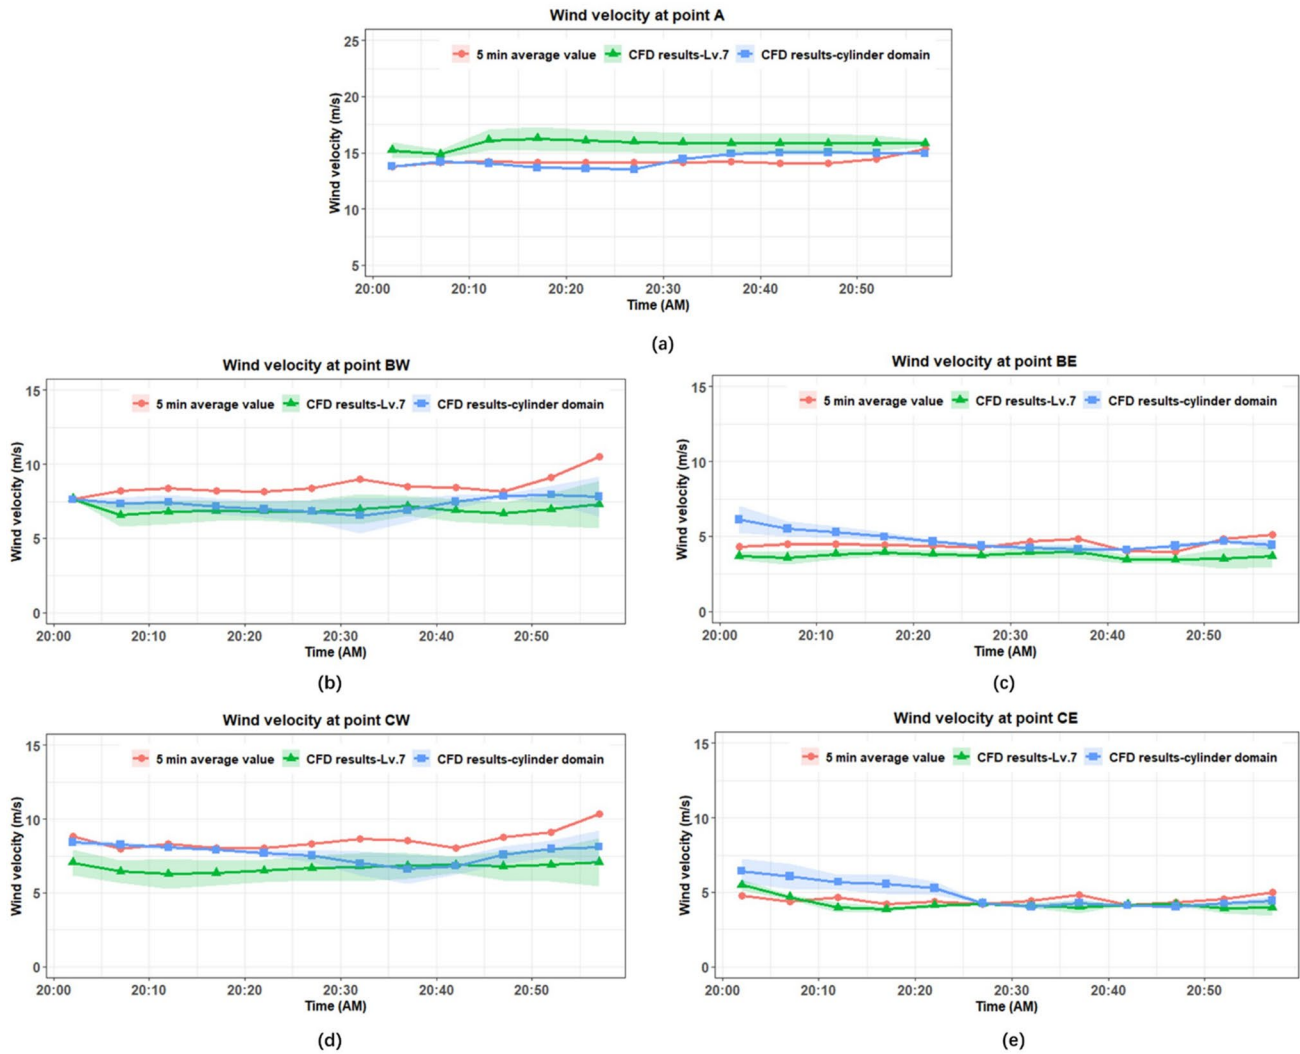 Wind velocity at point A
5 min average value CFD results-Lv.7 CFD results-cylinder domain
Wind velocity (m/s)
25
20
15
10
5
20:00 20:10 20:20 20:30 20:40 20:50
Time (AM)
(a)
Wind velocity at point BW
5 min average value CFD results-Lv.7 CFD results-cylinder domain
Wind velocity (m/s)
15
10
5
0
20:00 20:10 20:20 20:30 20:40 20:50
Time (AM)
(b)
Wind velocity at point BE
5 min average value CFD results-Lv.7 CFD results-cylinder domain
Wind velocity (m/s)
15
10
5
0
20:00 20:10 20:20 20:30 20:40 20:50
Time (AM)
(c)
Wind velocity at point CW
5 min average value CFD results-Lv.7 CFD results-cylinder domain
Wind velocity (m/s)
15
10
5
0
20:00 20:10 20:20 20:30 20:40 20:50
Time (AM)
(d)
Wind velocity at point CE
5 min average value CFD results-Lv.7 CFD results-cylinder domain
Wind velocity (m/s)
15
10
5
0
20:00 20:10 20:20 20:30 20:40 20:50
Time (AM)
(e)